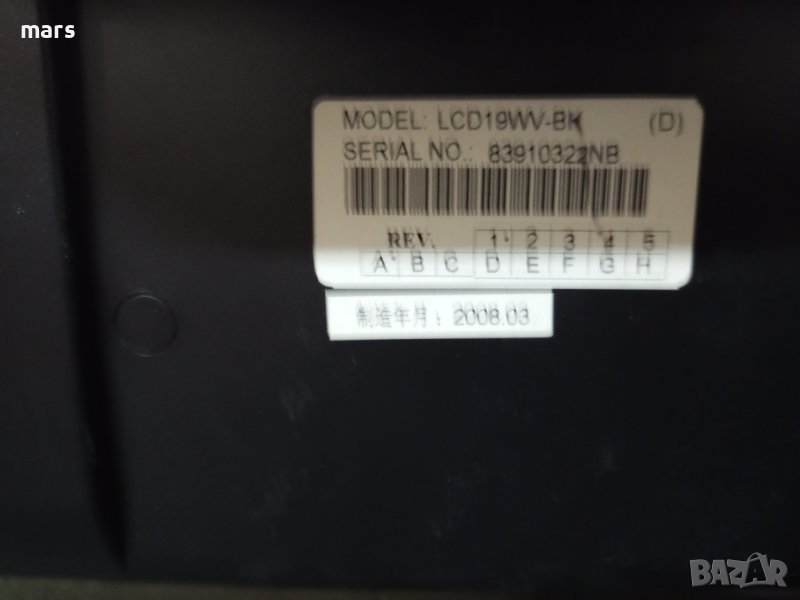 mars
MODEL: LCD19WV-BK (D)
SERIAL NO.: 83910322NB
REV. 1 2 3 4 5
A B C D E F G H
制造年月：2008.03
BAZAR